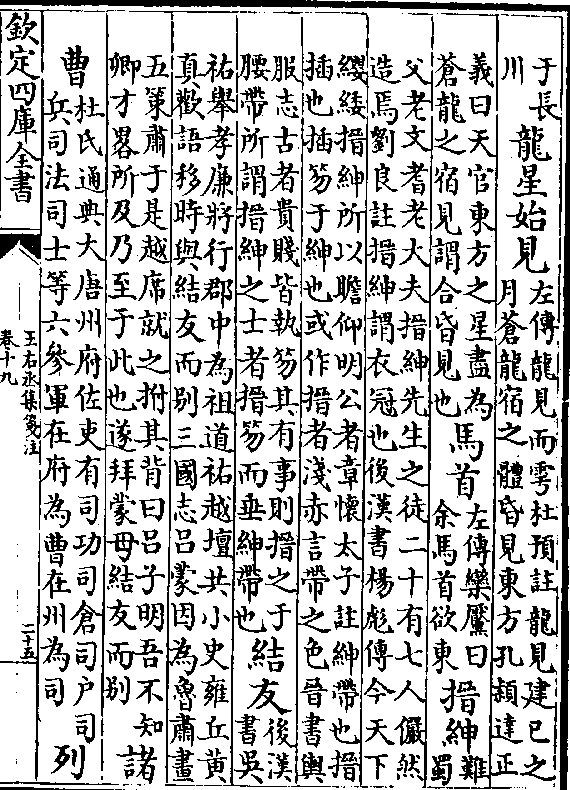 于長
川
龍星始見
左傳龍見而雩杜預註龍見建巳之
月蒼龍宿之體昏見東方孔穎達正
義曰天官東方之星盡為
蒼龍之宿見謂合昏見也
馬首
左傳欒黶曰
余馬首欲東
搢紳
難
蜀
父老文耆老大夫搢紳先生之徒二十有七人儼然
造焉劉良註搢紳謂衣冠也後漢書楊彪傳今天下
纓緌搢紳所以瞻仰明公者章懷太子註紳帶也搢
插也插笏于紳也或作搢者淺赤言帶之色晉書輿
服志古者貴賤皆執笏其有事則搢之于
腰帶所謂搢紳之士者搢笏而垂紳帶也
結友
後漢
書吳
祐舉孝廉將行郡中為祖道祐越壇共小史雍丘黃
真歡語移時與結友而別三國志呂蒙因為魯肅畫
五策肅于是越席就之拊其背曰呂子明吾不知
卿才畧所及乃至于此也遂拜蒙母結友而別
諸
曹
杜氏通典大唐州府佐吏有司功司倉司户司
兵司法司士等六參軍在府為曹在州為司
列
欽定四庫全書
王右丞集箋注
卷十九
二十五